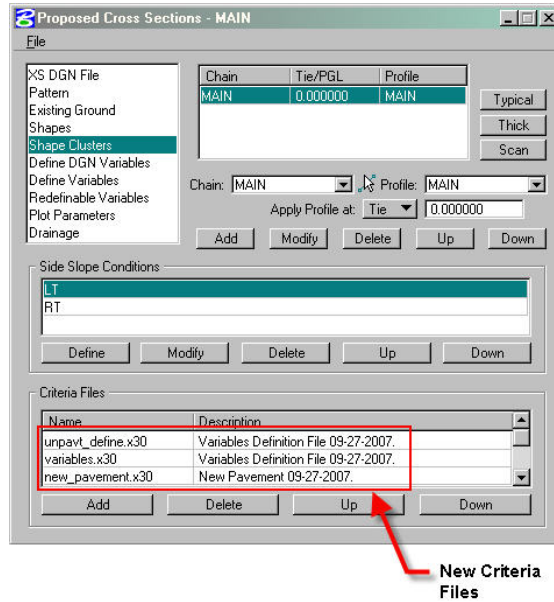 Proposed Cross Sections - MAIN
File
XS DGN File
Pattern
Existing Ground
Shapes
Shape Clusters
Define DGN Variables
Define Variables
Redefinable Variables
Plot Parameters
Drainage
Chain Tie/PGL Profile
MAIN 0.000000 MAIN
Typical
Thick
Scan
Chain: MAIN Profile: MAIN
Apply Profile at: Tie 0.000000
Add Modify Delete Up Down
Side Slope Conditions
LT
RT
Define Modify Delete Up Down
Criteria Files
Name Description
unpavt_define.x30 Variables Definition File 09-27-2007.
variables.x30 Variables Definition File 09-27-2007.
new_pavement.x30 New Pavement 09-27-2007.
Add Delete Up Down
New Criteria
Files